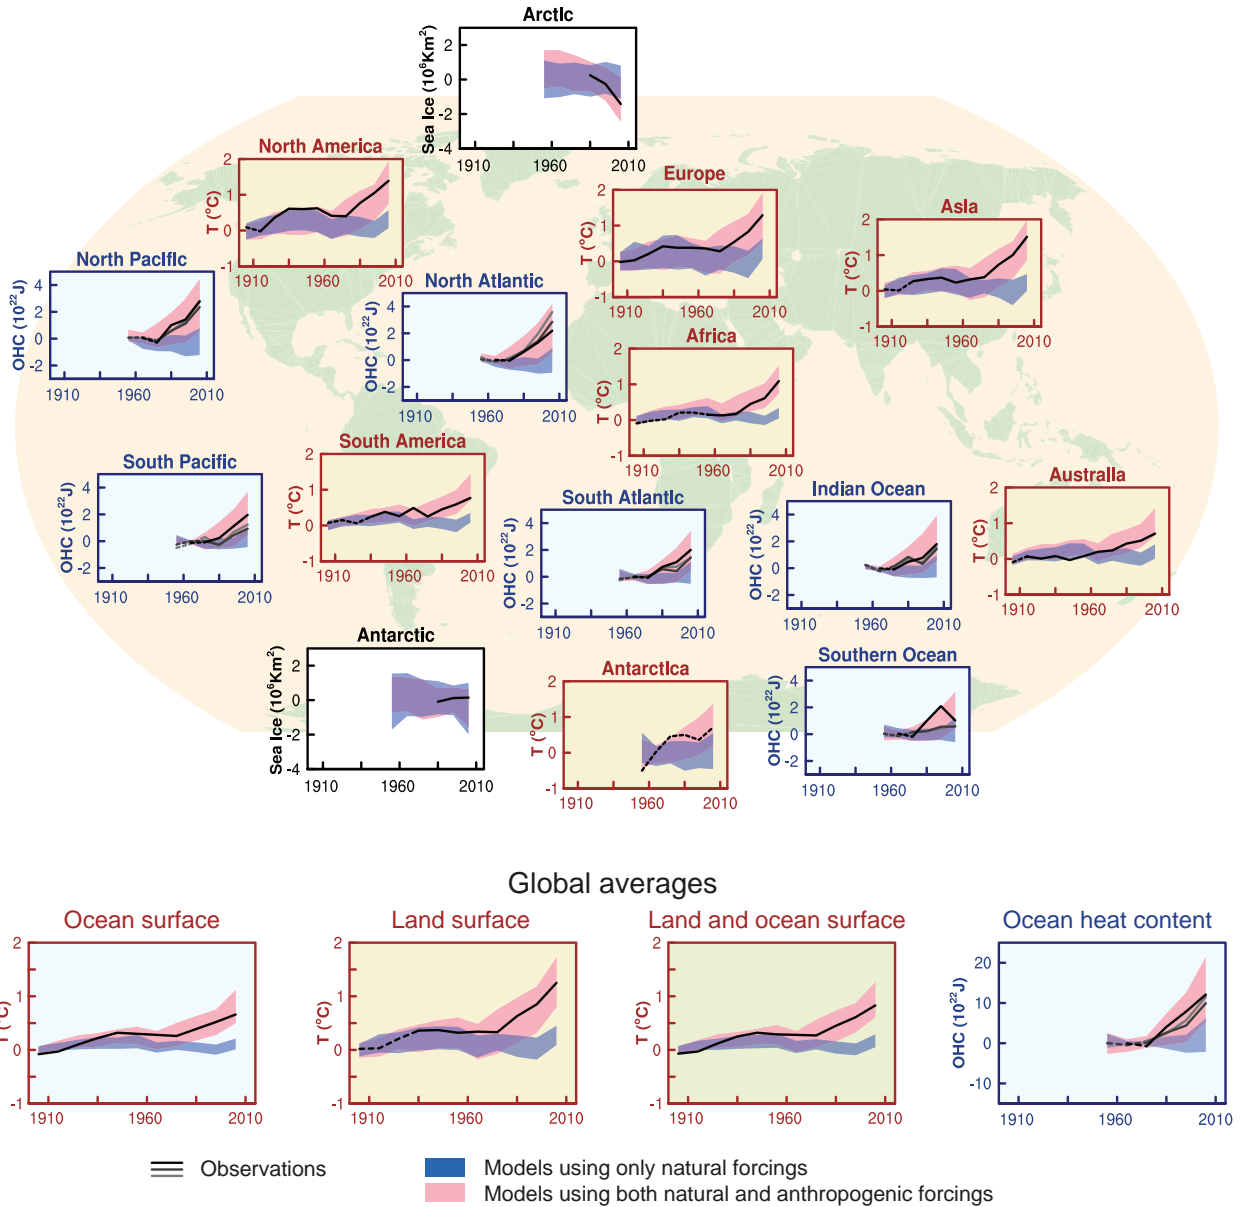 Arctic
Sea Ice (10⁶Km²)
2
0
-2
-4
1910 1960 2010
North America
T (°C)
2
1
0
-1
1910 1960 2010
Europe
T (°C)
2
1
0
-1
1910 1960 2010
Asia
T (°C)
2
1
0
-1
1910 1960 2010
North Pacific
OHC (10²²J)
4
2
0
-2
1910 1960 2010
North Atlantic
OHC (10²²J)
4
2
0
-2
1910 1960 2010
Africa
T (°C)
2
1
0
-1
1910 1960 2010
South America
T (°C)
2
1
0
-1
1910 1960 2010
South Pacific
OHC (10²²J)
4
2
0
-2
1910 1960 2010
South Atlantic
OHC (10²²J)
4
2
0
-2
1910 1960 2010
Indian Ocean
OHC (10²²J)
4
2
0
-2
1910 1960 2010
Australia
T (°C)
2
1
0
-1
1910 1960 2010
Antarctic
Sea Ice (10⁶Km²)
2
0
-2
-4
1910 1960 2010
Antarctica
T (°C)
2
1
0
-1
1910 1960 2010
Southern Ocean
OHC (10²²J)
4
2
0
-2
1910 1960 2010
Global averages
Ocean surface
T (°C)
2
1
0
-1
1910 1960 2010
Land surface
T (°C)
2
1
0
-1
1910 1960 2010
Land and ocean surface
T (°C)
2
1
0
-1
1910 1960 2010
Ocean heat content
OHC (10²²J)
20
10
0
-10
1910 1960 2010
Observations
Models using only natural forcings
Models using both natural and anthropogenic forcings